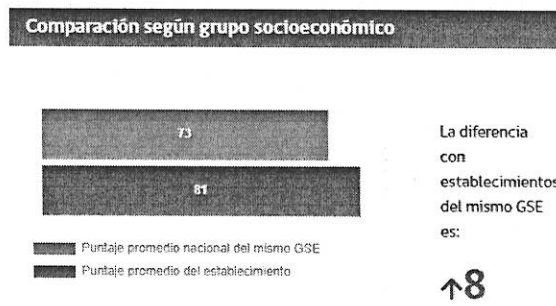 Comparación según grupo socioeconómico
73
81
Puntaje promedio nacional del mismo GSE
Puntaje promedio del establecimiento
La diferencia
con
establecimientos
del mismo GSE
es:
↑8